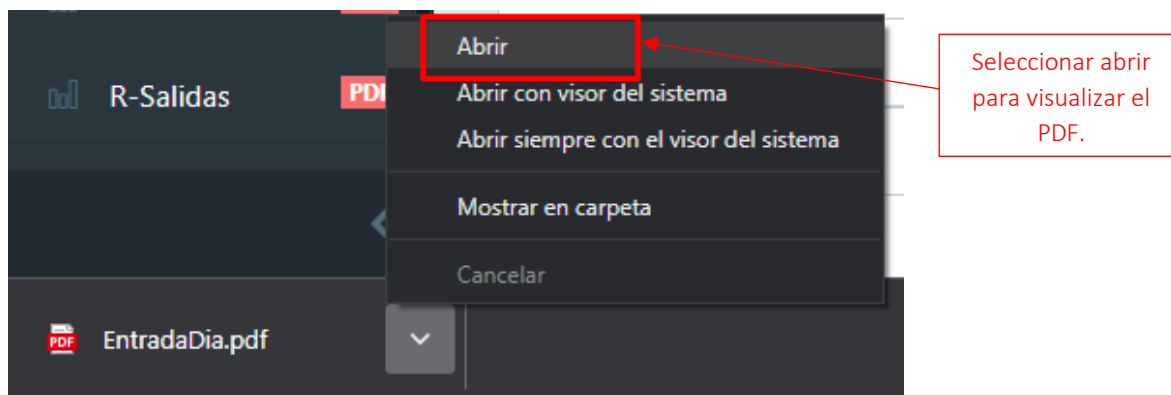 Abrir
R-Salidas
PDF
Abrir con visor del sistema
Abrir siempre con el visor del sistema
Mostrar en carpeta
Cancelar
PDF EntradaDia.pdf
Seleccionar abrir
para visualizar el
PDF.